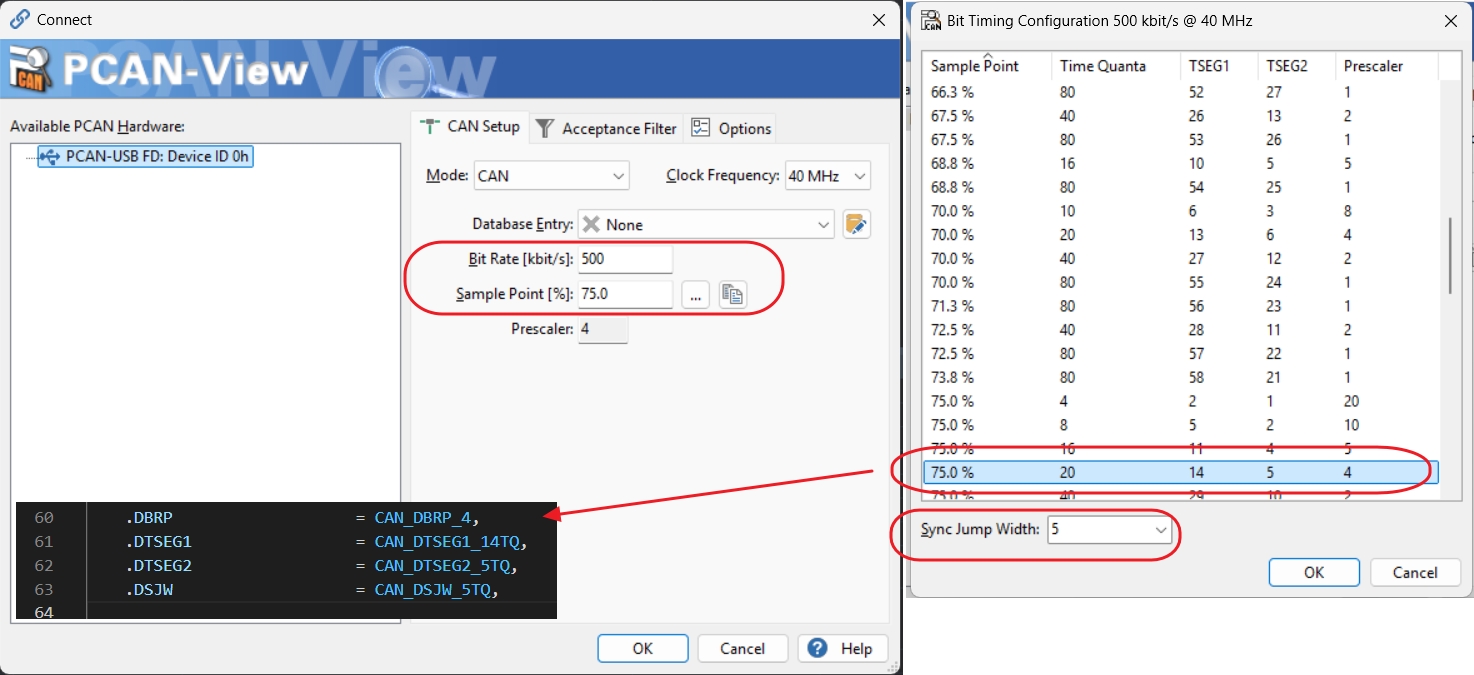 Connect
PCAN-View
Available PCAN Hardware:
PCAN-USB FD: Device ID 0h
CAN Setup Acceptance Filter Options
Mode: CAN Clock Frequency: 40 MHz
Database Entry: None
Bit Rate [kbit/s]: 500
Sample Point [%]: 75.0 ...
Prescaler: 4
60 .DBRP = CAN_DBRP_4,
61 .DTSEG1 = CAN_DTSEG1_14TQ,
62 .DTSEG2 = CAN_DTSEG2_5TQ,
63 .DSJW = CAN_DSJW_5TQ,
64
OK Cancel Help
Bit Timing Configuration 500 kbit/s @ 40 MHz
Sample Point Time Quanta TSEG1 TSEG2 Prescaler
66.3 % 80 52 27 1
67.5 % 40 26 13 2
67.5 % 80 53 26 1
68.8 % 16 10 5 5
68.8 % 80 54 25 1
70.0 % 10 6 3 8
70.0 % 20 13 6 4
70.0 % 40 27 12 2
70.0 % 80 55 24 1
71.3 % 80 56 23 1
72.5 % 40 28 11 2
72.5 % 80 57 22 1
73.8 % 80 58 21 1
75.0 % 4 2 1 20
75.0 % 8 5 2 10
75.0 % 16 11 4 5
75.0 % 20 14 5 4
75.0 % 40 29 10 2
Sync Jump Width: 5
OK Cancel